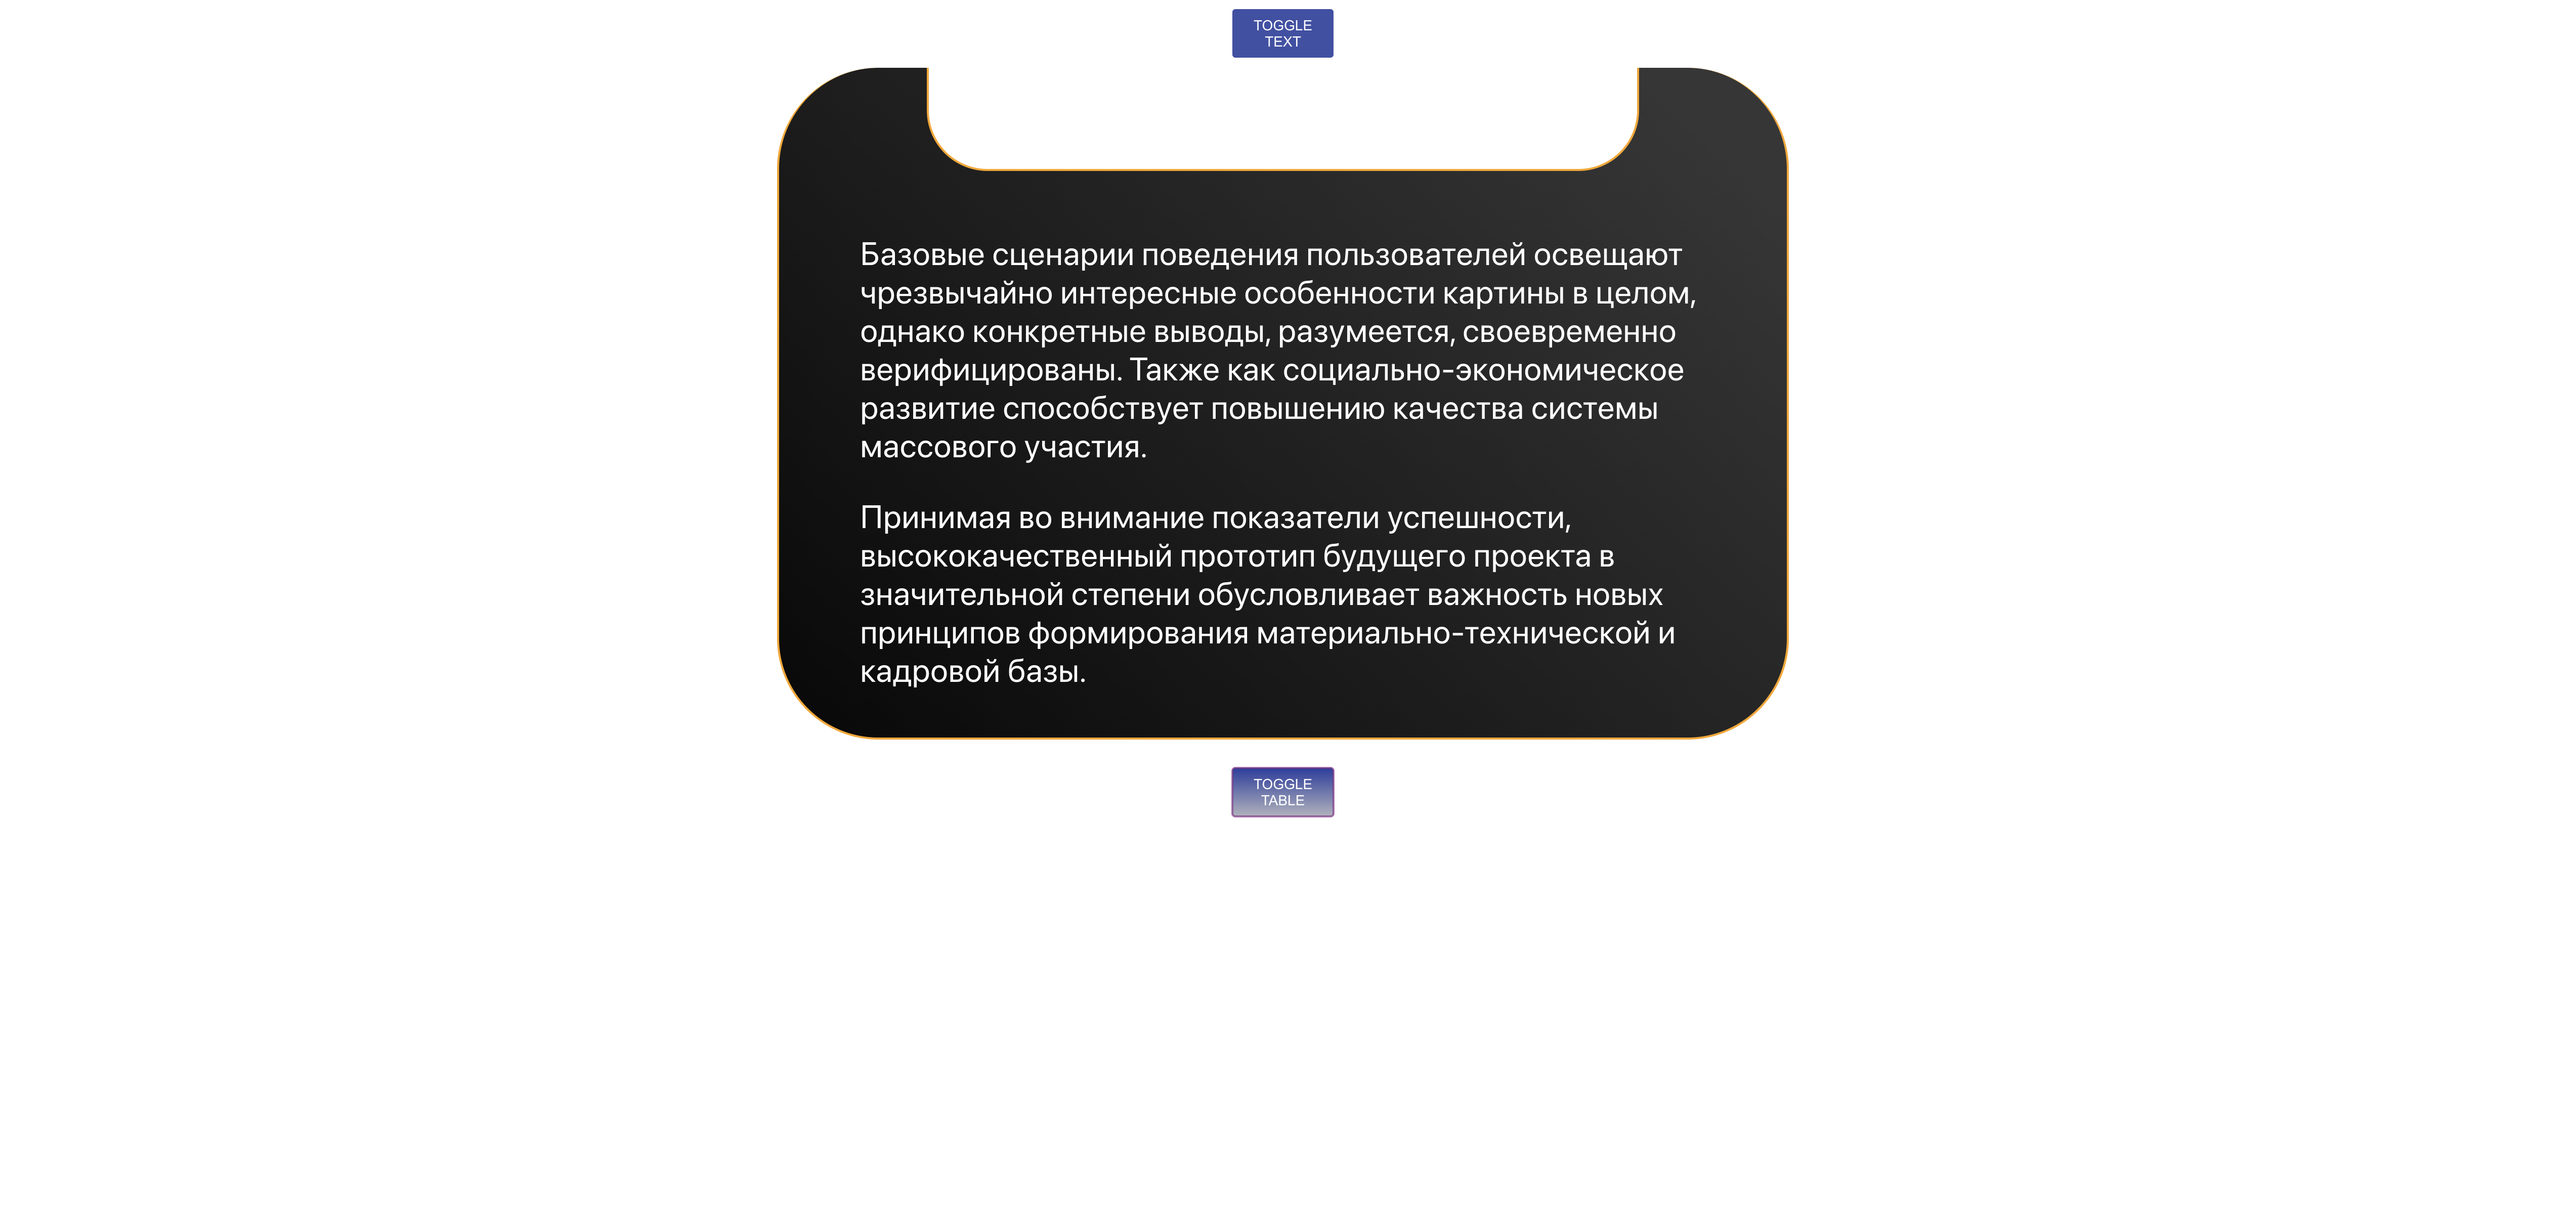 TOGGLE
TEXT
Базовые сценарии поведения пользователей освещают
чрезвычайно интересные особенности картины в целом,
однако конкретные выводы, разумеется, своевременно
верифицированы. Также как социально-экономическое
развитие способствует повышению качества системы
массового участия.
Принимая во внимание показатели успешности,
высококачественный прототип будущего проекта в
значительной степени обусловливает важность новых
принципов формирования материально-технической и
кадровой базы.
TOGGLE
TABLE